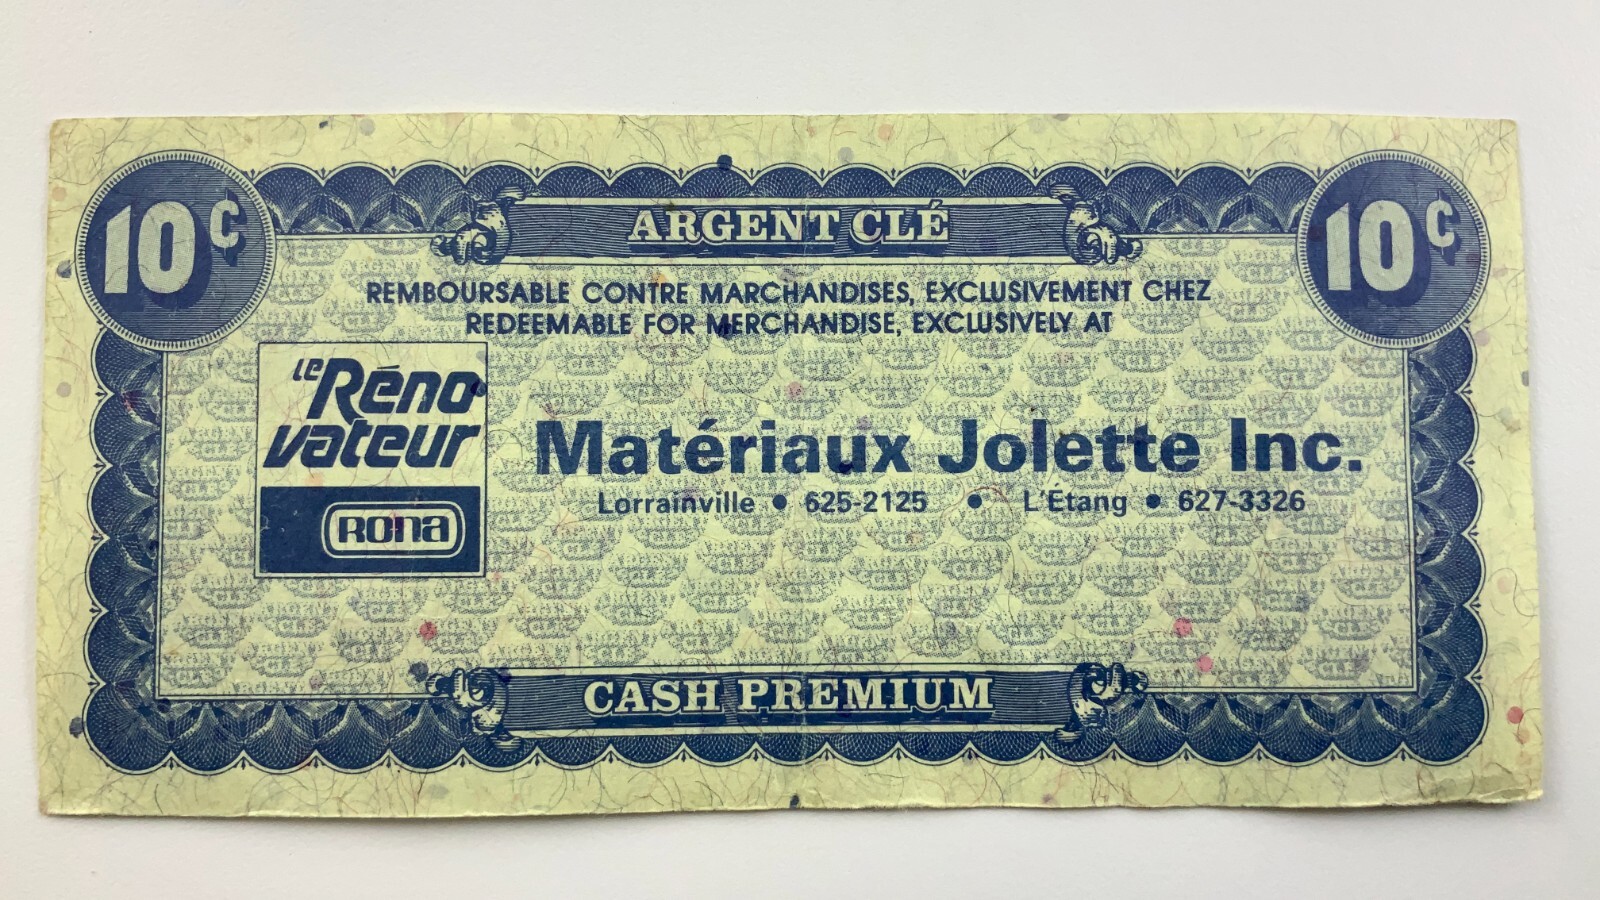 10¢ ARGENT CLÉ 10¢
REMBOURSABLE CONTRE MARCHANDISES, EXCLUSIVEMENT CHEZ
REDEEMABLE FOR MERCHANDISE, EXCLUSIVELY AT
Le Réno
vateur
RONA
Matériaux Jolette Inc.
Lorrainville • 625-2125 • L'Étang • 627-3326
CASH PREMIUM